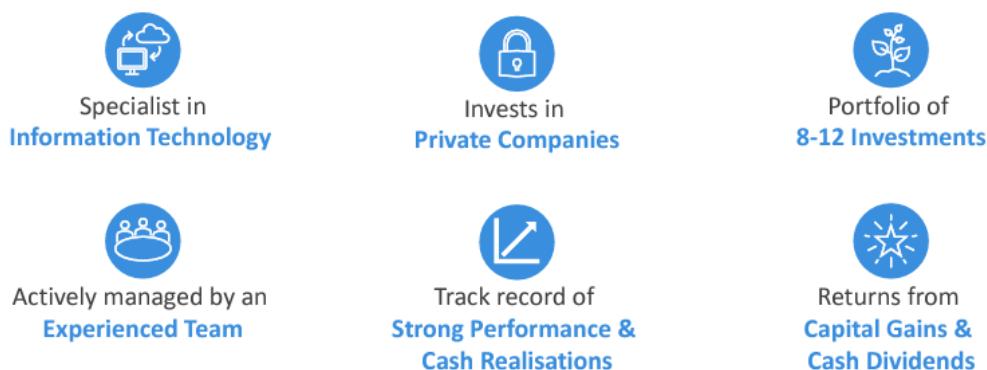 Specialist in
Information Technology
Invests in
Private Companies
Portfolio of
8-12 Investments
Actively managed by an
Experienced Team
Track record of
Strong Performance &
Cash Realisations
Returns from
Capital Gains &
Cash Dividends